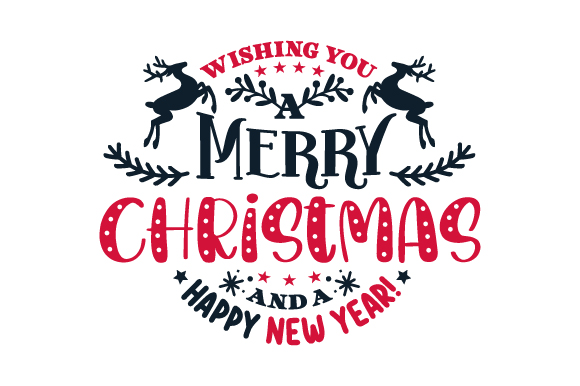 WISHING YOU
A
MERRY
CHRiSTMAS
AND A
HAPPY NEW YEAR!